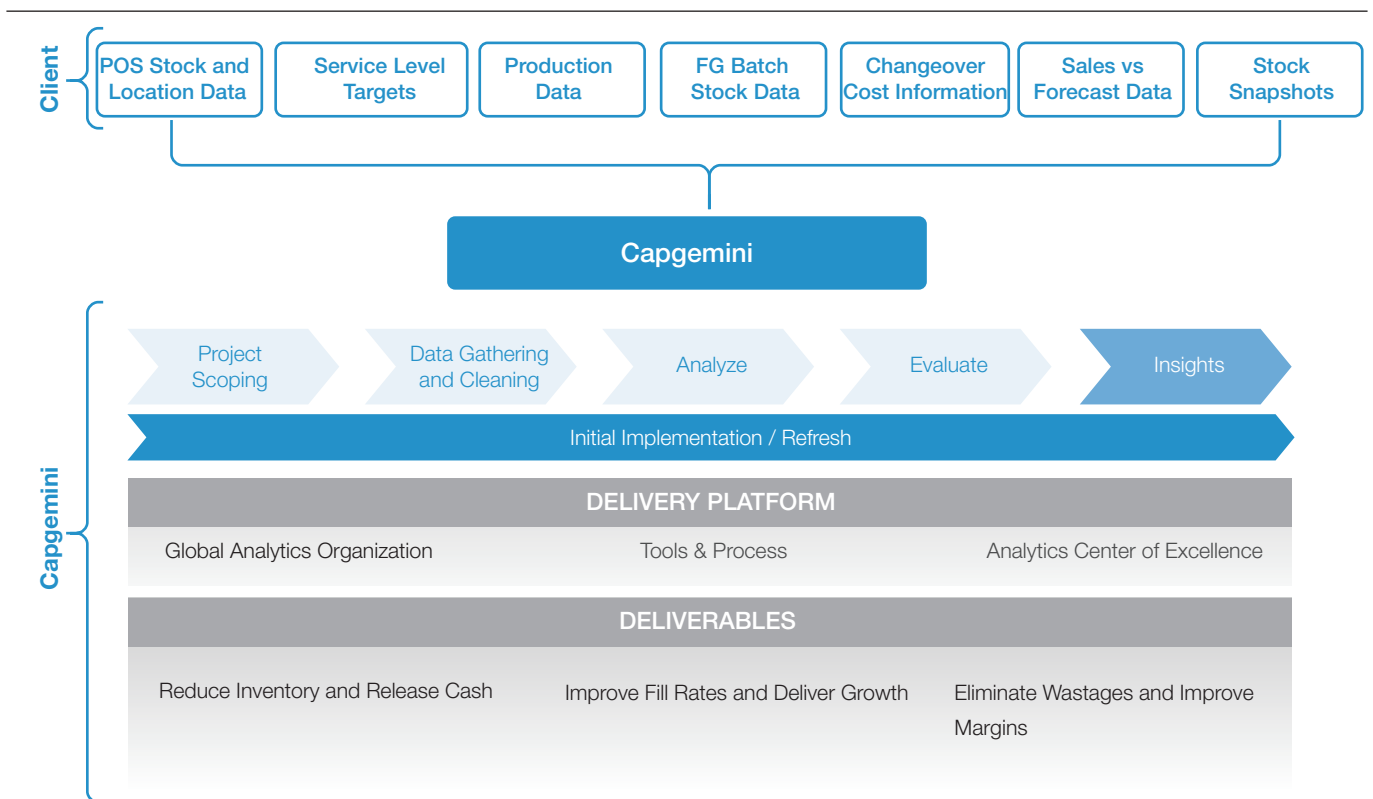 Client
POS Stock and
Location Data
Service Level
Targets
Production
Data
FG Batch
Stock Data
Changeover
Cost Information
Sales vs
Forecast Data
Stock
Snapshots
Capgemini
Capgemini
Project
Scoping
Data Gathering
and Cleaning
Analyze
Evaluate
Insights
Initial Implementation / Refresh
DELIVERY PLATFORM
Global Analytics Organization
Tools & Process
Analytics Center of Excellence
DELIVERABLES
Reduce Inventory and Release Cash
Improve Fill Rates and Deliver Growth
Eliminate Wastages and Improve
Margins